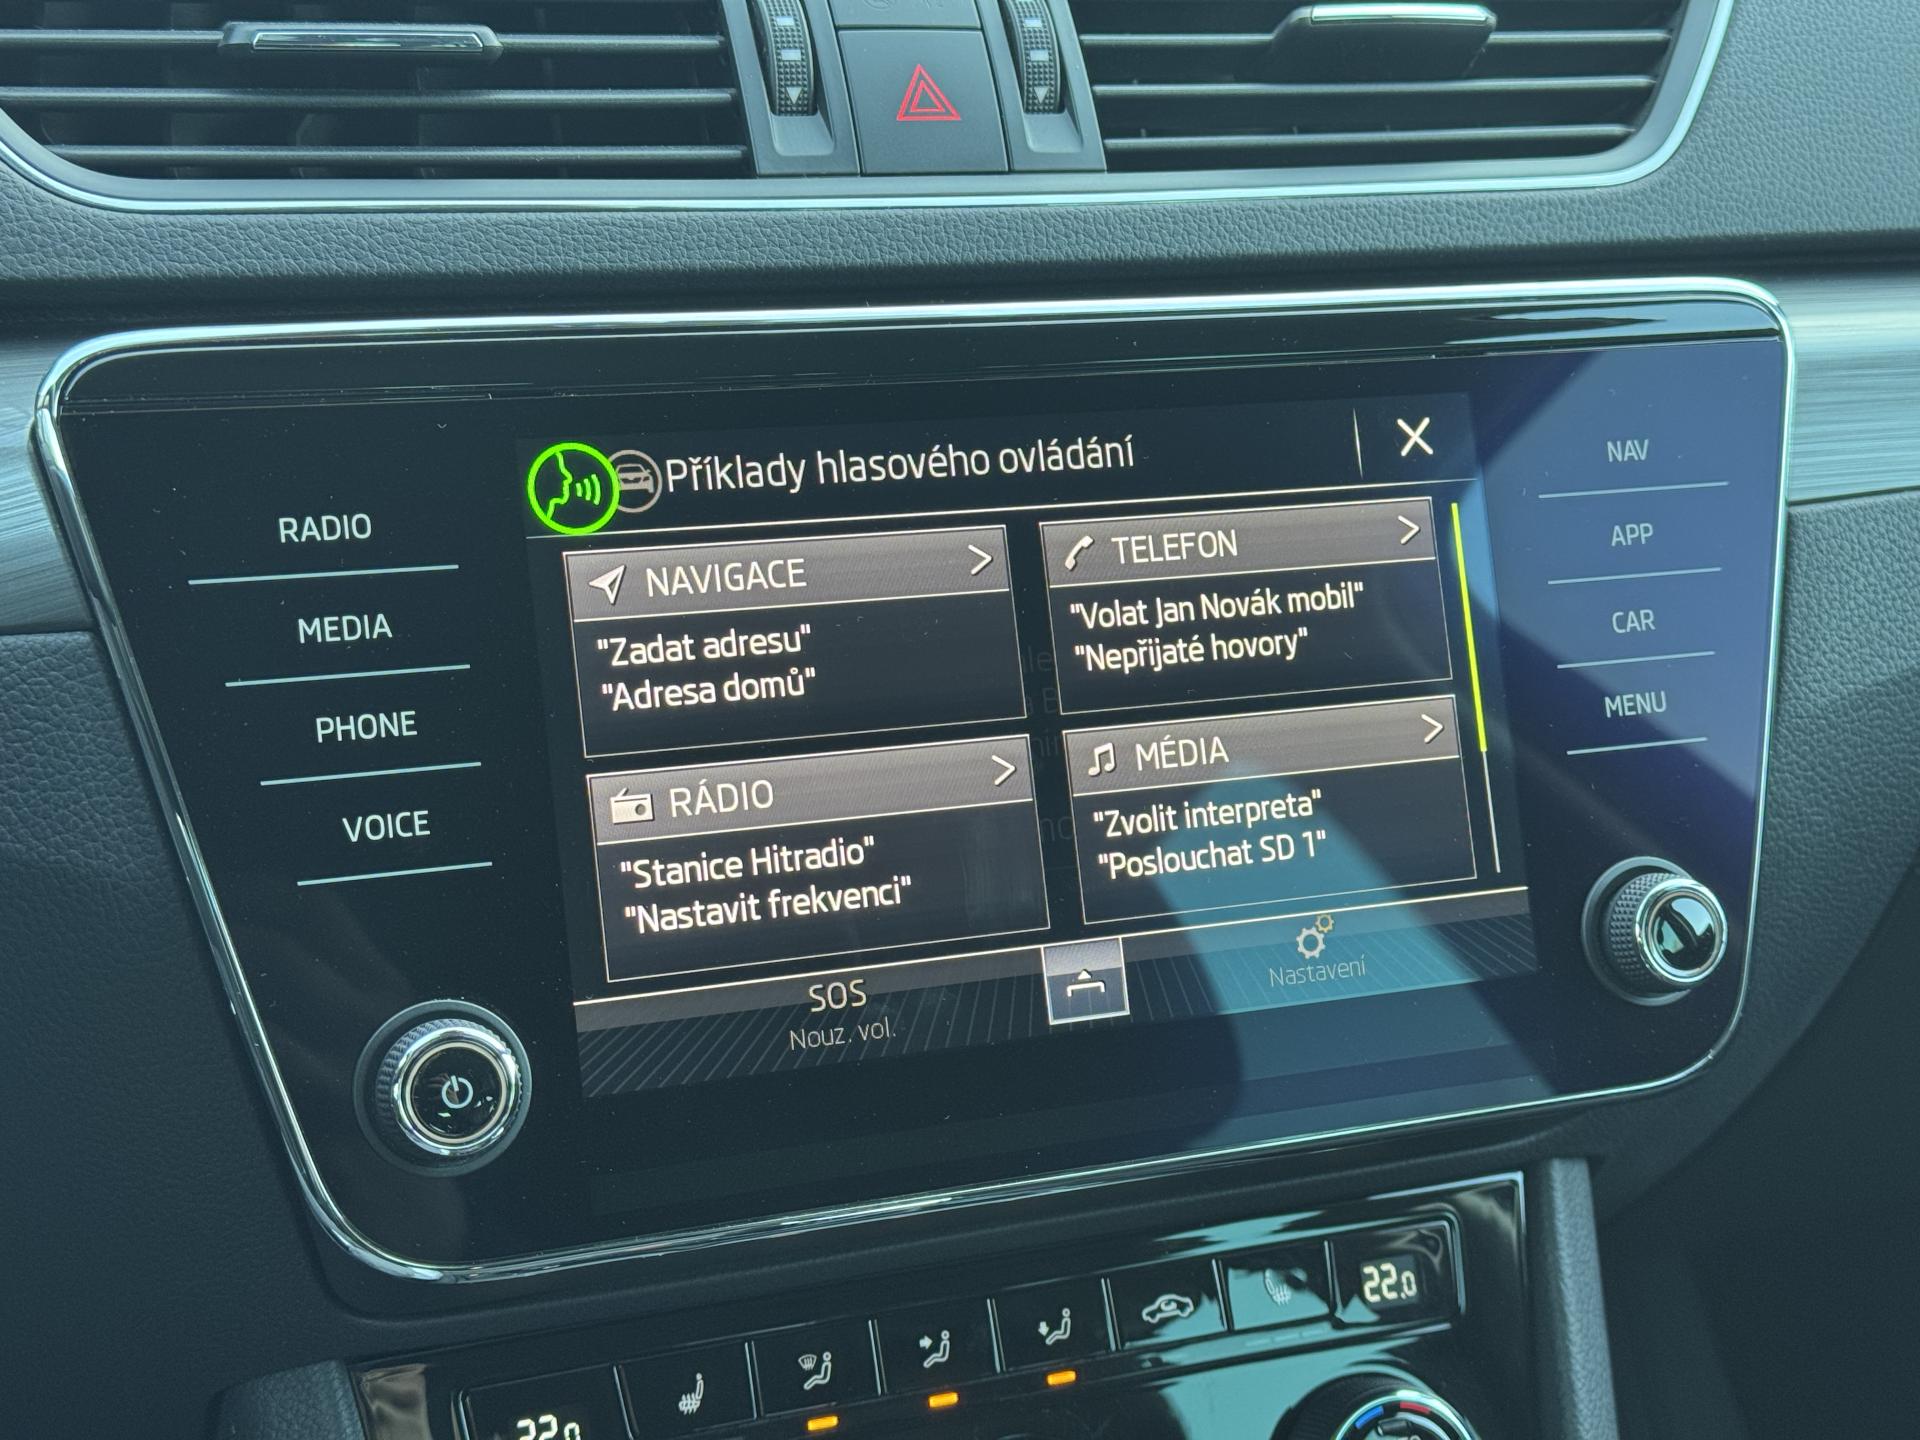 Příklady hlasového ovládání
NAVIGACE
"Zadat adresu"
"Adresa domů"
TELEFON
"Volat Jan Novák mobil"
"Nepřijaté hovory"
RÁDIO
"Stanice Hitradio"
"Nastavit frekvenci"
MÉDIA
"Zvolit interpreta"
"Poslouchat SD 1"
SOS
Nouz. vol.
Nastavení
RADIO
MEDIA
PHONE
VOICE
NAV
APP
CAR
MENU
22.0
22.0